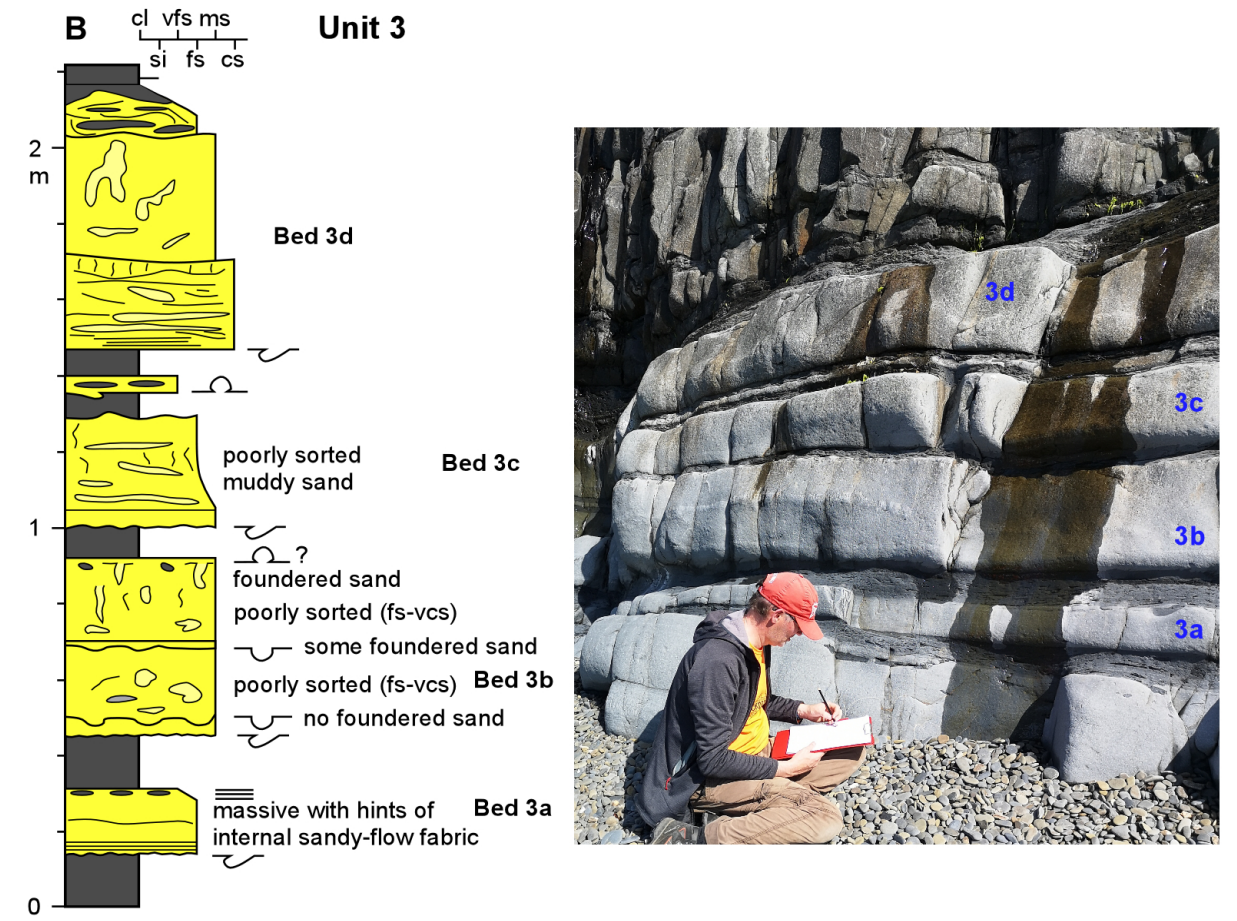 B
cl vfs ms
si fs cs
Unit 3
2
m
Bed 3d
poorly sorted
muddy sand
Bed 3c
1
?
foundered sand
poorly sorted (fs-vcs)
some foundered sand
poorly sorted (fs-vcs)
Bed 3b
no foundered sand
massive with hints of
internal sandy-flow fabric
Bed 3a
0
3d
3c
3b
3a